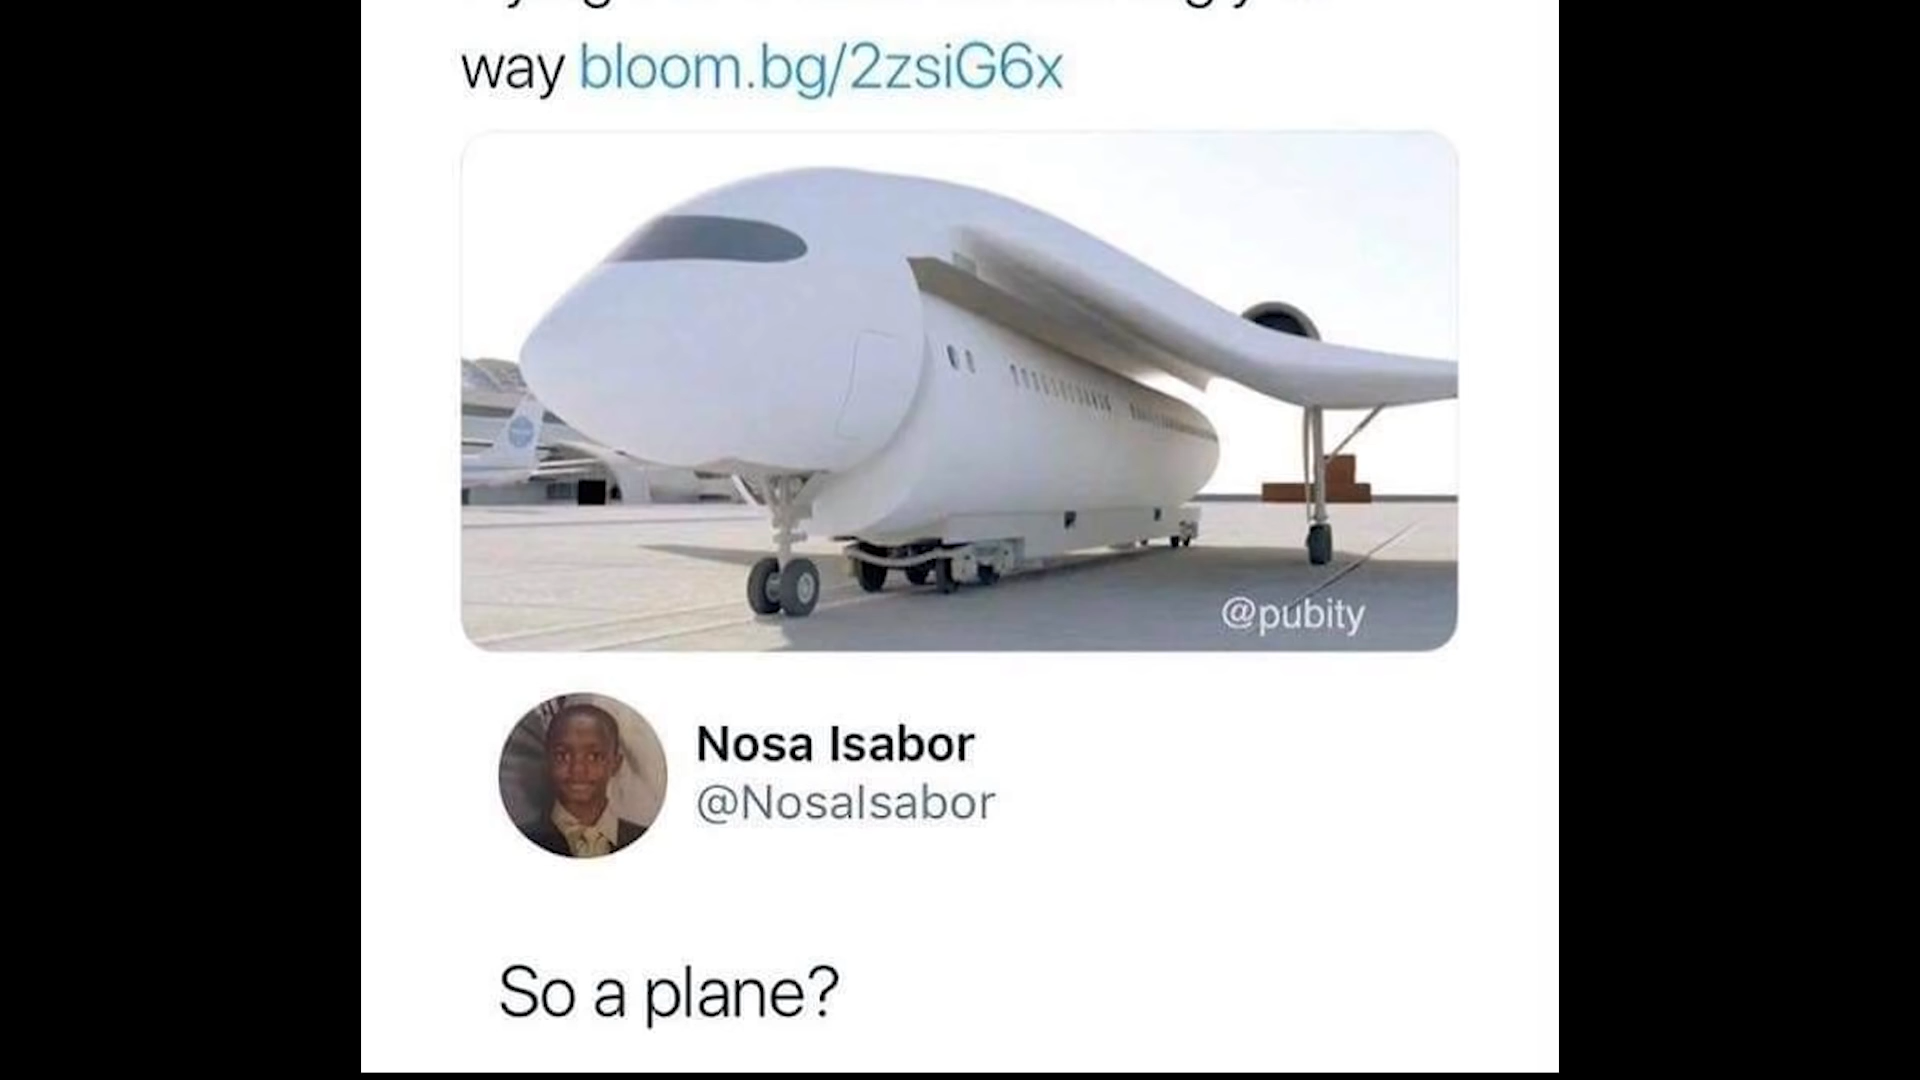 way bloom.bg/2zsiG6x
@pubity
Nosa Isabor
@NosaIsabor
So a plane?